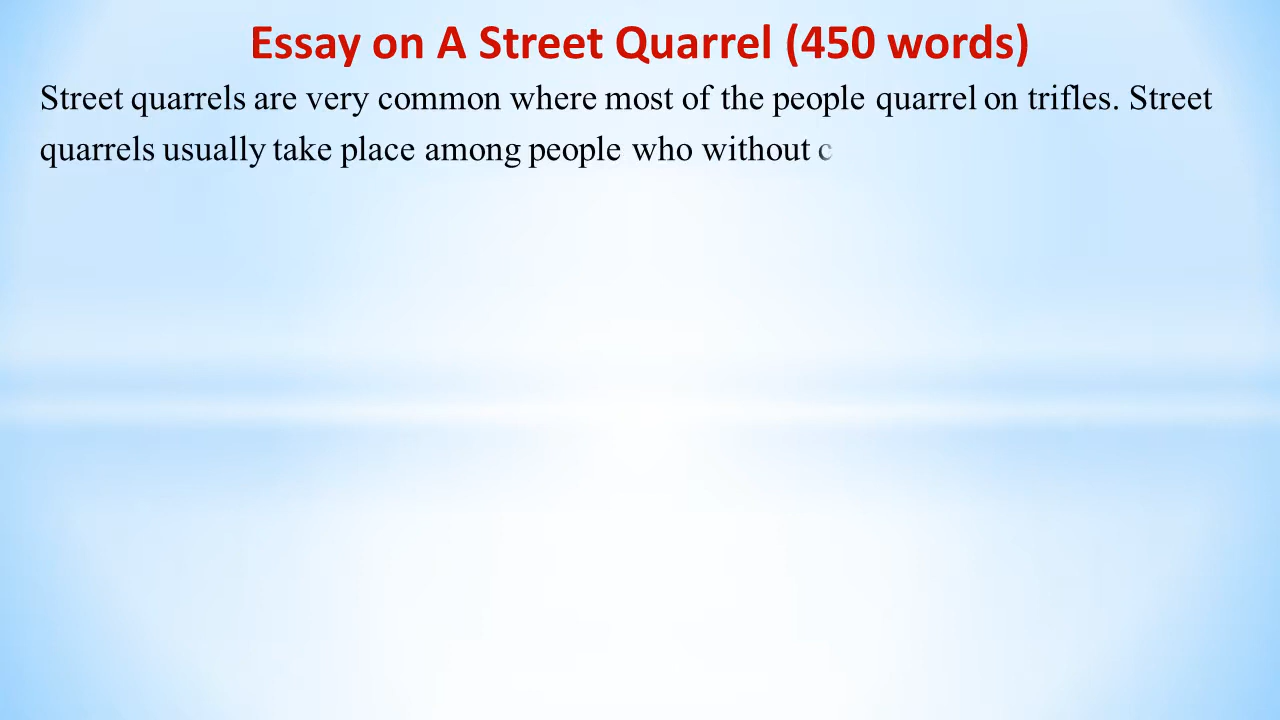 Essay on A Street Quarrel (450 words)
Street quarrels are very common where most of the people quarrel on trifles. Street
quarrels usually take place among people who without c